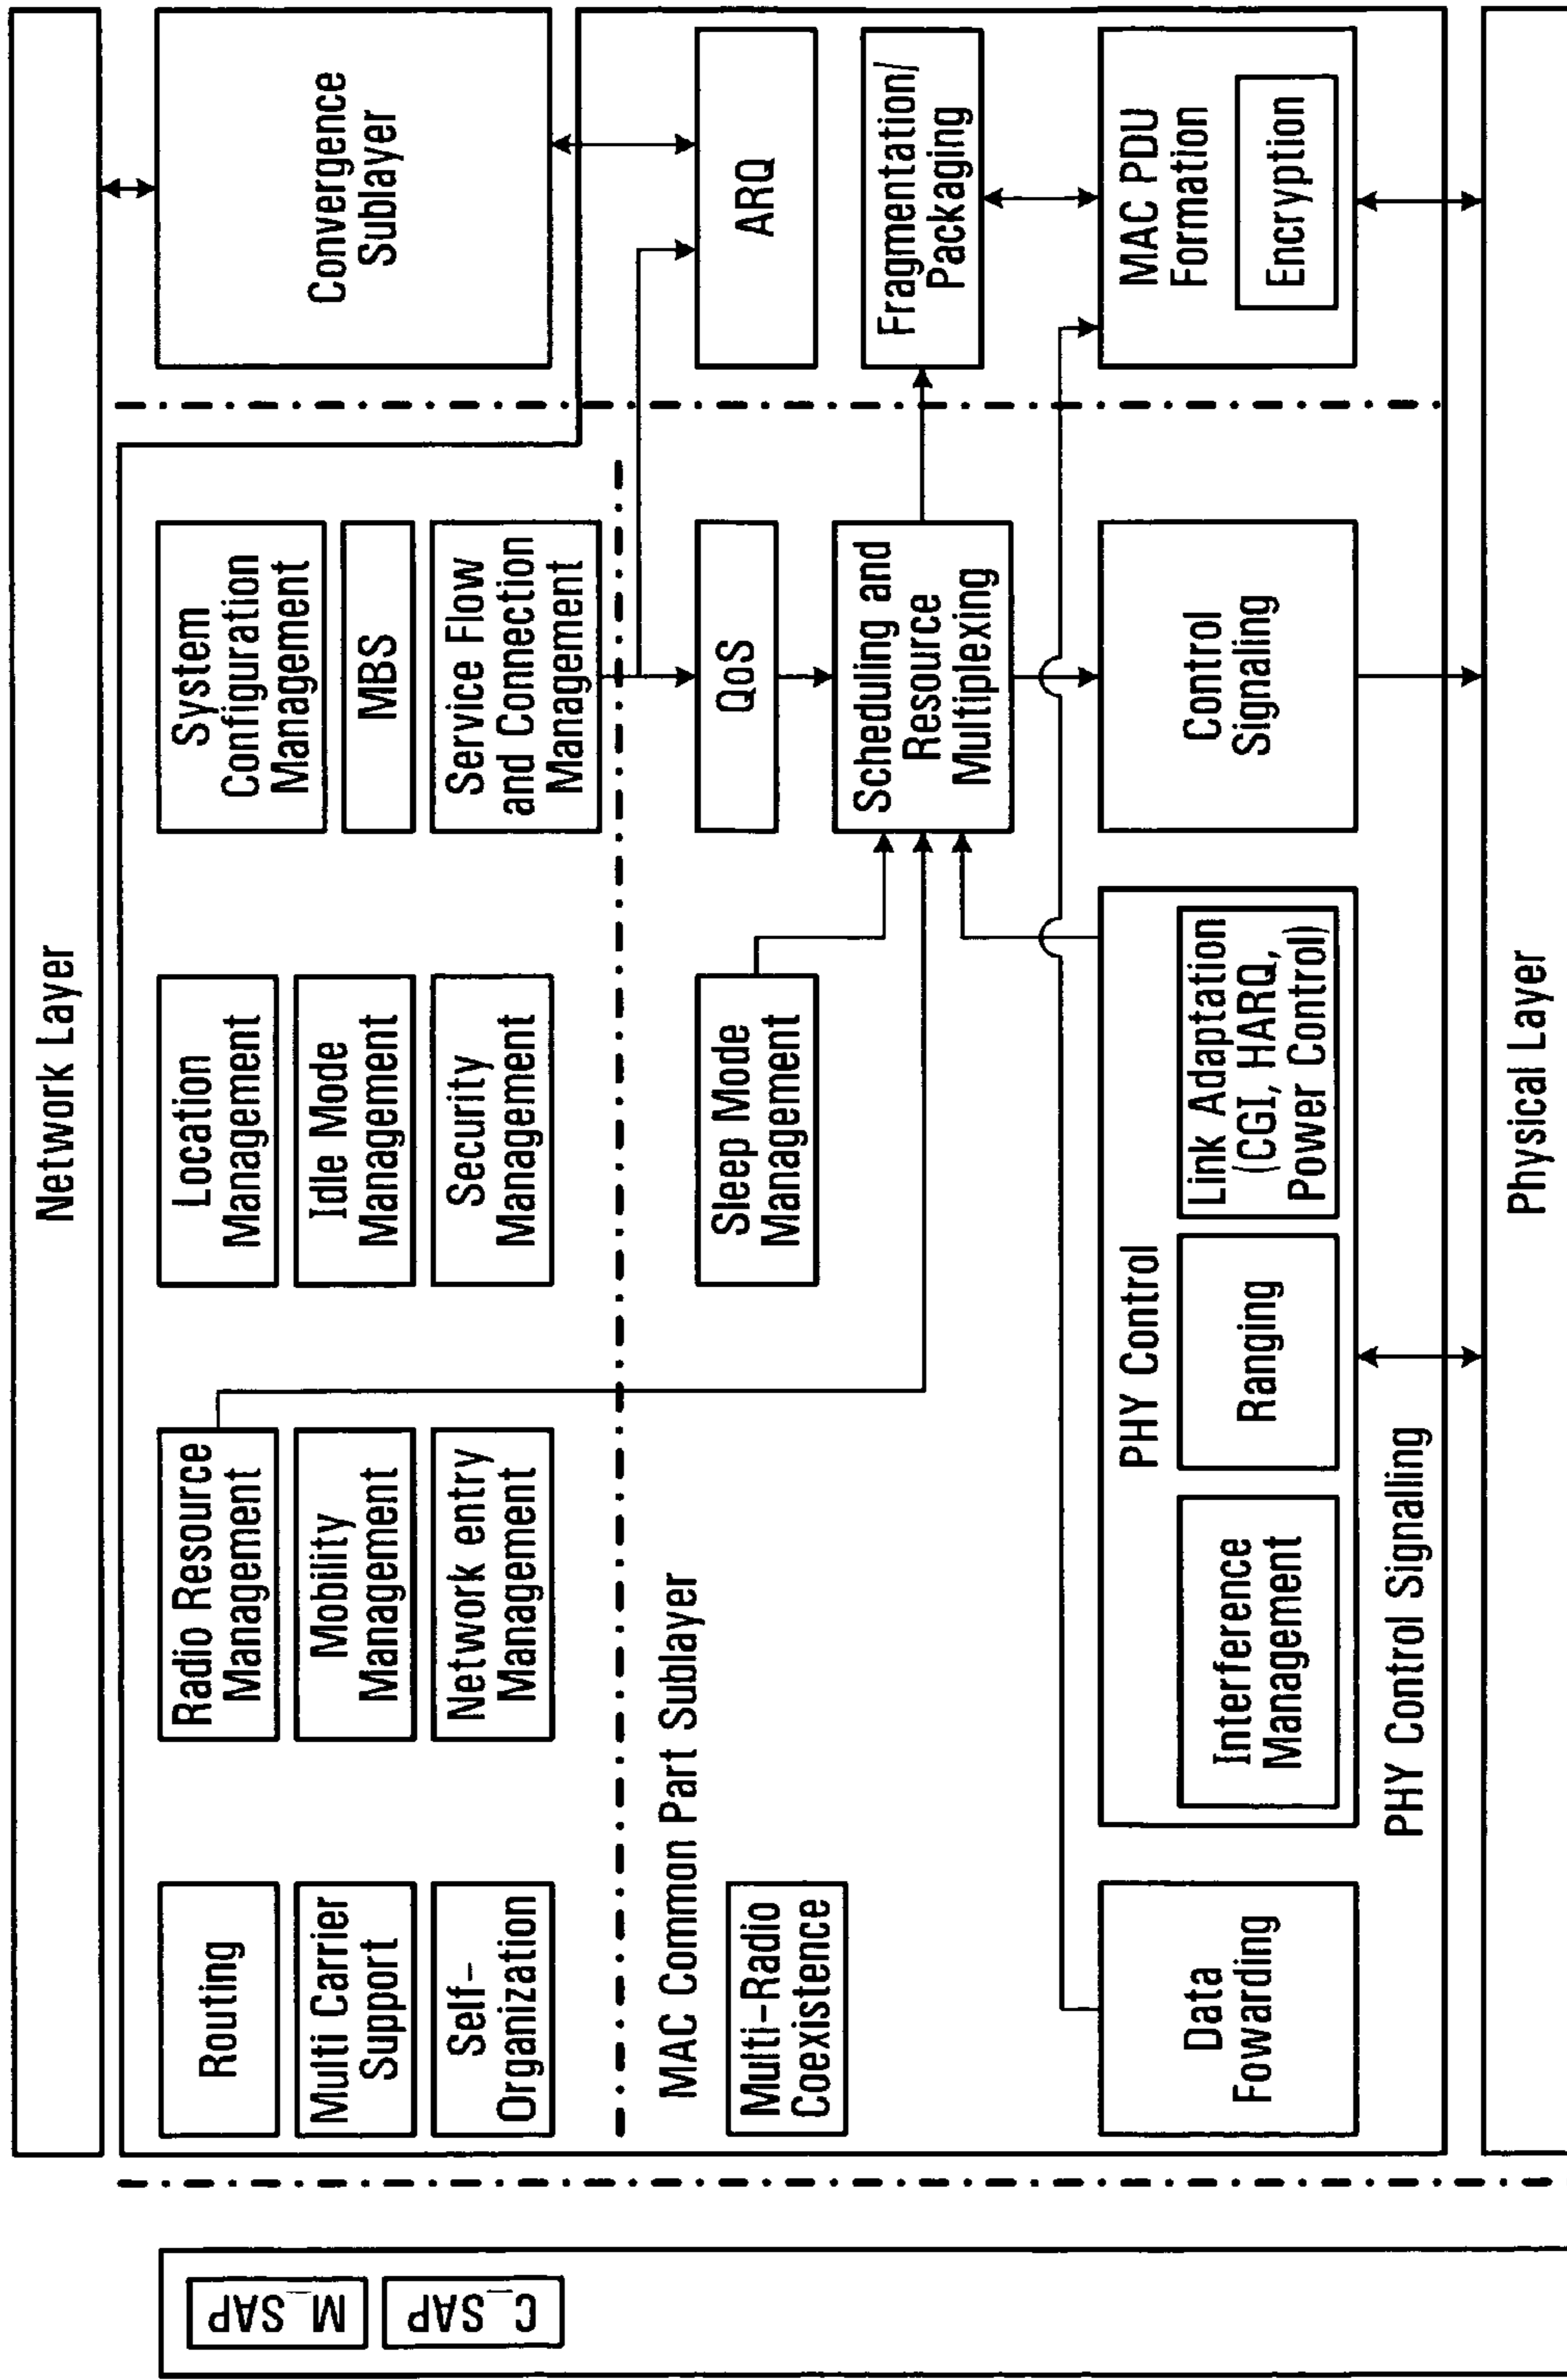 Network Layer
Routing
Multi Carrier
Support
Self-
Organization
Radio Resource
Management
Mobility
Management
Network entry
Management
Location
Management
Idle Mode
Management
Security
Management
System
Configuration
Management
MBS
Service Flow
and Connection
Management
Convergence
Sublayer
M_SAP
C_SAP
MAC Common Part Sublayer
Multi-Radio
Coexistence
Sleep Mode
Management
QoS
ARQ
Scheduling and
Resource
Multiplexing
Fragmentation/
Packaging
Data
Fowarding
PHY Control
Interference
Management
Ranging
Link Adaptation
(CGI, HARQ,
Power Control)
Control
Signaling
MAC PDU
Formation
Encryption
PHY Control Signalling
Physical Layer